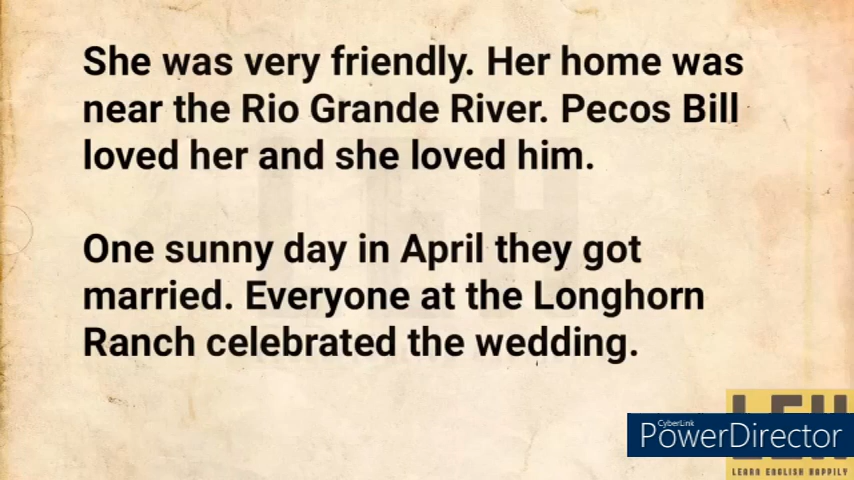 She was very friendly. Her home was
near the Rio Grande River. Pecos Bill
loved her and she loved him.
One sunny day in April they got
married. Everyone at the Longhorn
Ranch celebrated the wedding.
CyberLink
PowerDirector
LEARN ENGLISH HAPPILY